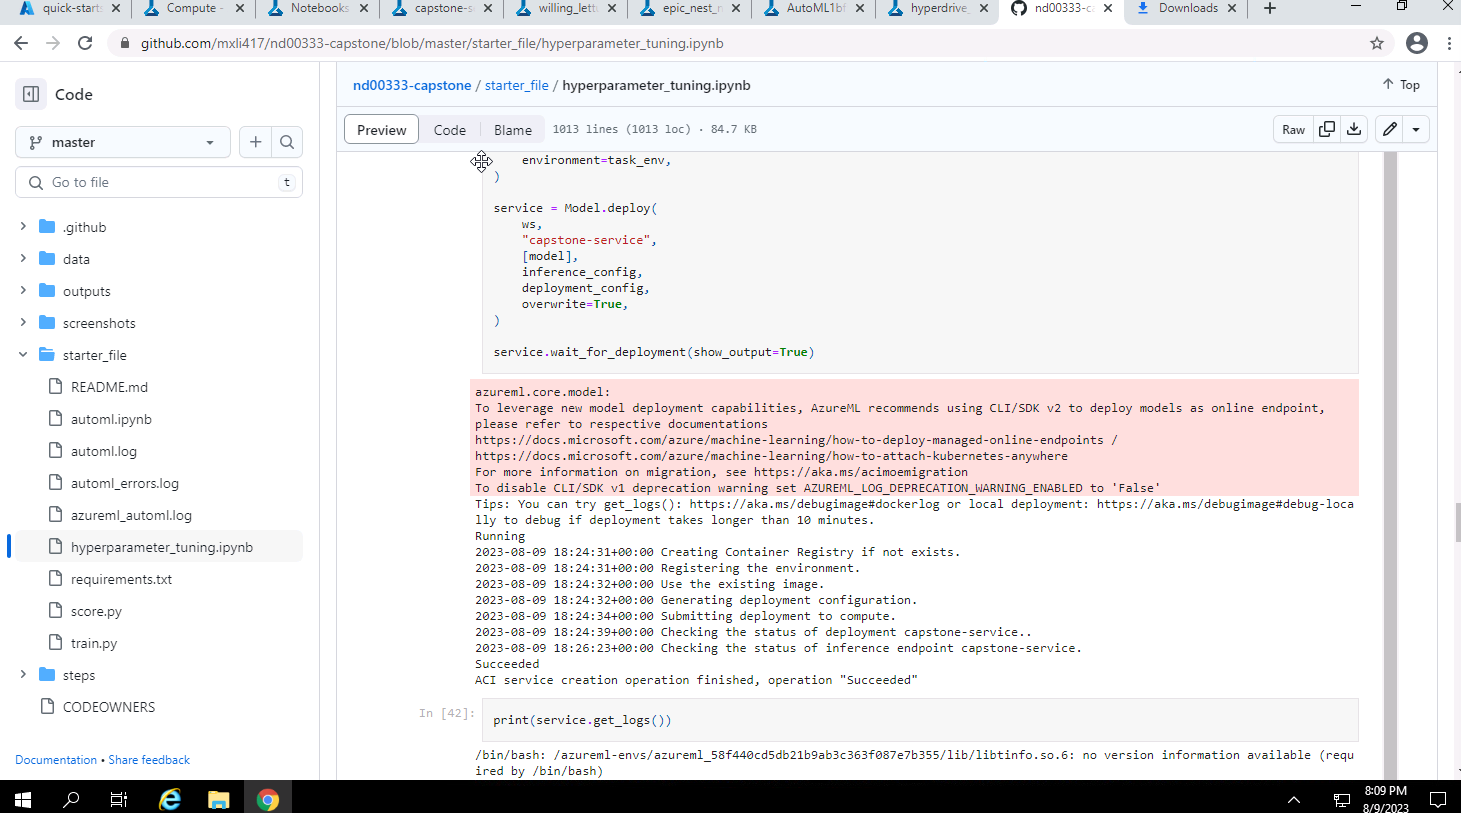 quick-starts
Compute -
Notebooks
capstone-s
willing_lettu
epic_nest_r
AutoML1bf
hyperdrive_
nd00333-ca
Downloads
github.com/mxli417/nd00333-capstone/blob/master/starter_file/hyperparameter_tuning.ipynb
Code
nd00333-capstone / starter_file / hyperparameter_tuning.ipynb
Top
master
Preview
Code
Blame
1013 lines (1013 loc) · 84.7 KB
Raw
Go to file
t
.github
data
outputs
screenshots
starter_file
README.md
automl.ipynb
automl.log
automl_errors.log
azureml_automl.log
hyperparameter_tuning.ipynb
requirements.txt
score.py
train.py
steps
CODEOWNERS
Documentation • Share feedback
environment=task_env,
)
service = Model.deploy(
ws,
"capstone-service",
[model],
inference_config,
deployment_config,
overwrite=True,
)
service.wait_for_deployment(show_output=True)
azureml.core.model:
To leverage new model deployment capabilities, AzureML recommends using CLI/SDK v2 to deploy models as online endpoint,
please refer to respective documentations
https://docs.microsoft.com/azure/machine-learning/how-to-deploy-managed-online-endpoints /
https://docs.microsoft.com/azure/machine-learning/how-to-attach-kubernetes-anywhere
For more information on migration, see https://aka.ms/acimoemigration
To disable CLI/SDK v1 deprecation warning set AZUREML_LOG_DEPRECATION_WARNING_ENABLED to 'False'
Tips: You can try get_logs(): https://aka.ms/debugimage#dockerlog or local deployment: https://aka.ms/debugimage#debug-loca
lly to debug if deployment takes longer than 10 minutes.
Running
2023-08-09 18:24:31+00:00 Creating Container Registry if not exists.
2023-08-09 18:24:31+00:00 Registering the environment.
2023-08-09 18:24:32+00:00 Use the existing image.
2023-08-09 18:24:32+00:00 Generating deployment configuration.
2023-08-09 18:24:34+00:00 Submitting deployment to compute.
2023-08-09 18:24:39+00:00 Checking the status of deployment capstone-service..
2023-08-09 18:26:23+00:00 Checking the status of inference endpoint capstone-service.
Succeeded
ACI service creation operation finished, operation "Succeeded"
In [42]:
print(service.get_logs())
/bin/bash: /azureml-envs/azureml_58f440cd5db21b9ab3c363f087e7b355/lib/libtinfo.so.6: no version information available (requ
ired by /bin/bash)
8:09 PM
8/9/2023